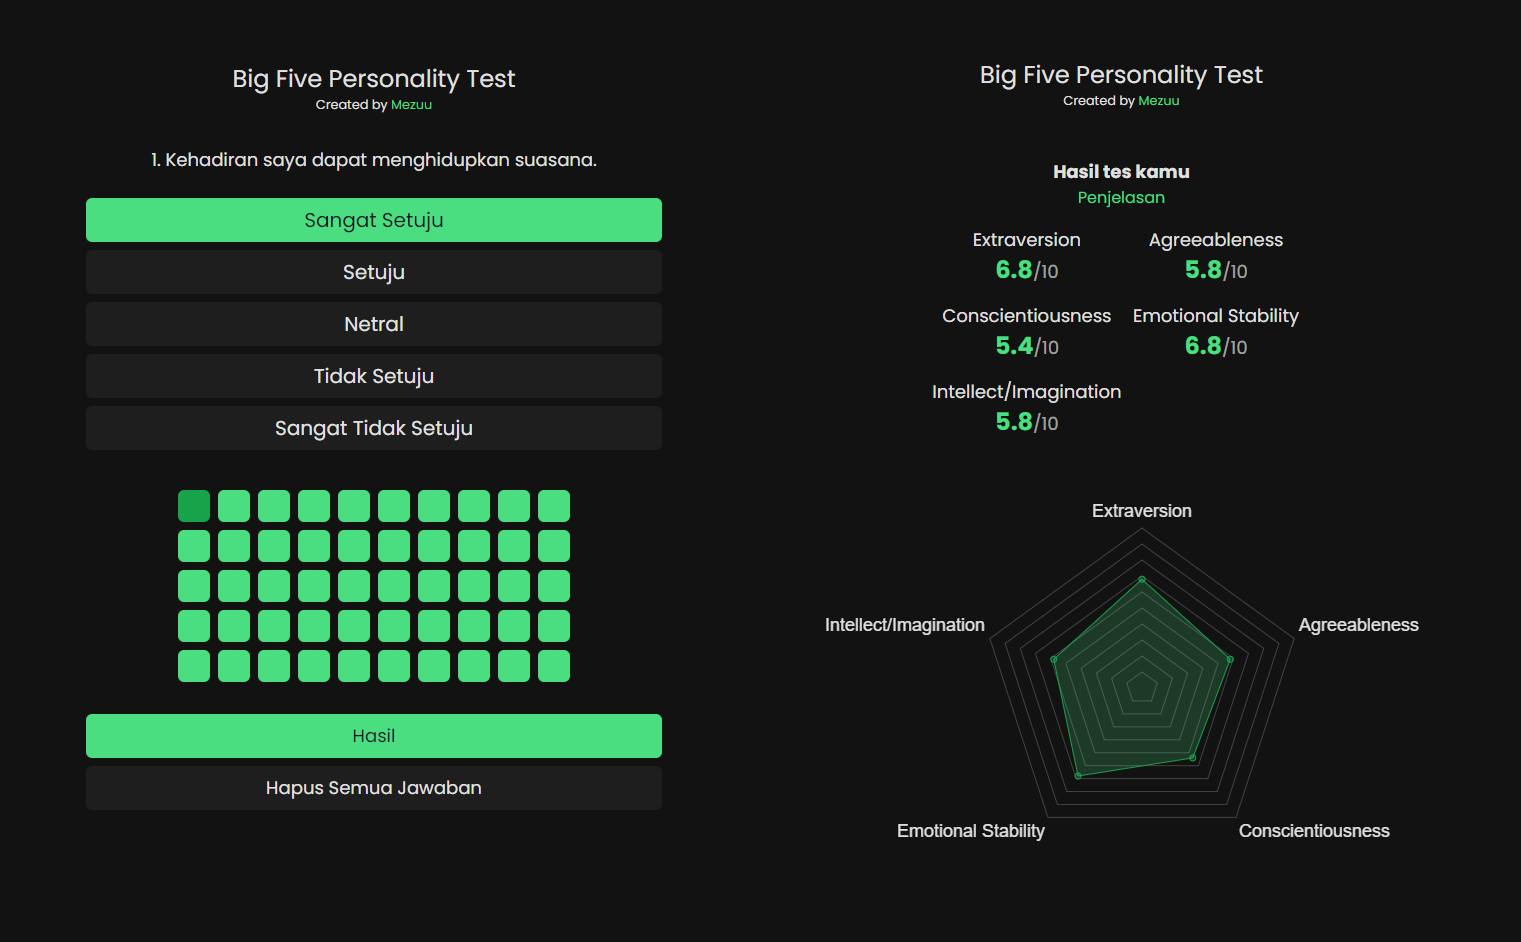 Big Five Personality Test
Created by Mezuu
1. Kehadiran saya dapat menghidupkan suasana.
Sangat Setuju
Setuju
Netral
Tidak Setuju
Sangat Tidak Setuju
Hasil
Hapus Semua Jawaban
Big Five Personality Test
Created by Mezuu
Hasil tes kamu
Penjelasan
Extraversion
6.8/10
Agreeableness
5.8/10
Conscientiousness
5.4/10
Emotional Stability
6.8/10
Intellect/Imagination
5.8/10
Extraversion
Intellect/Imagination
Agreeableness
Emotional Stability
Conscientiousness